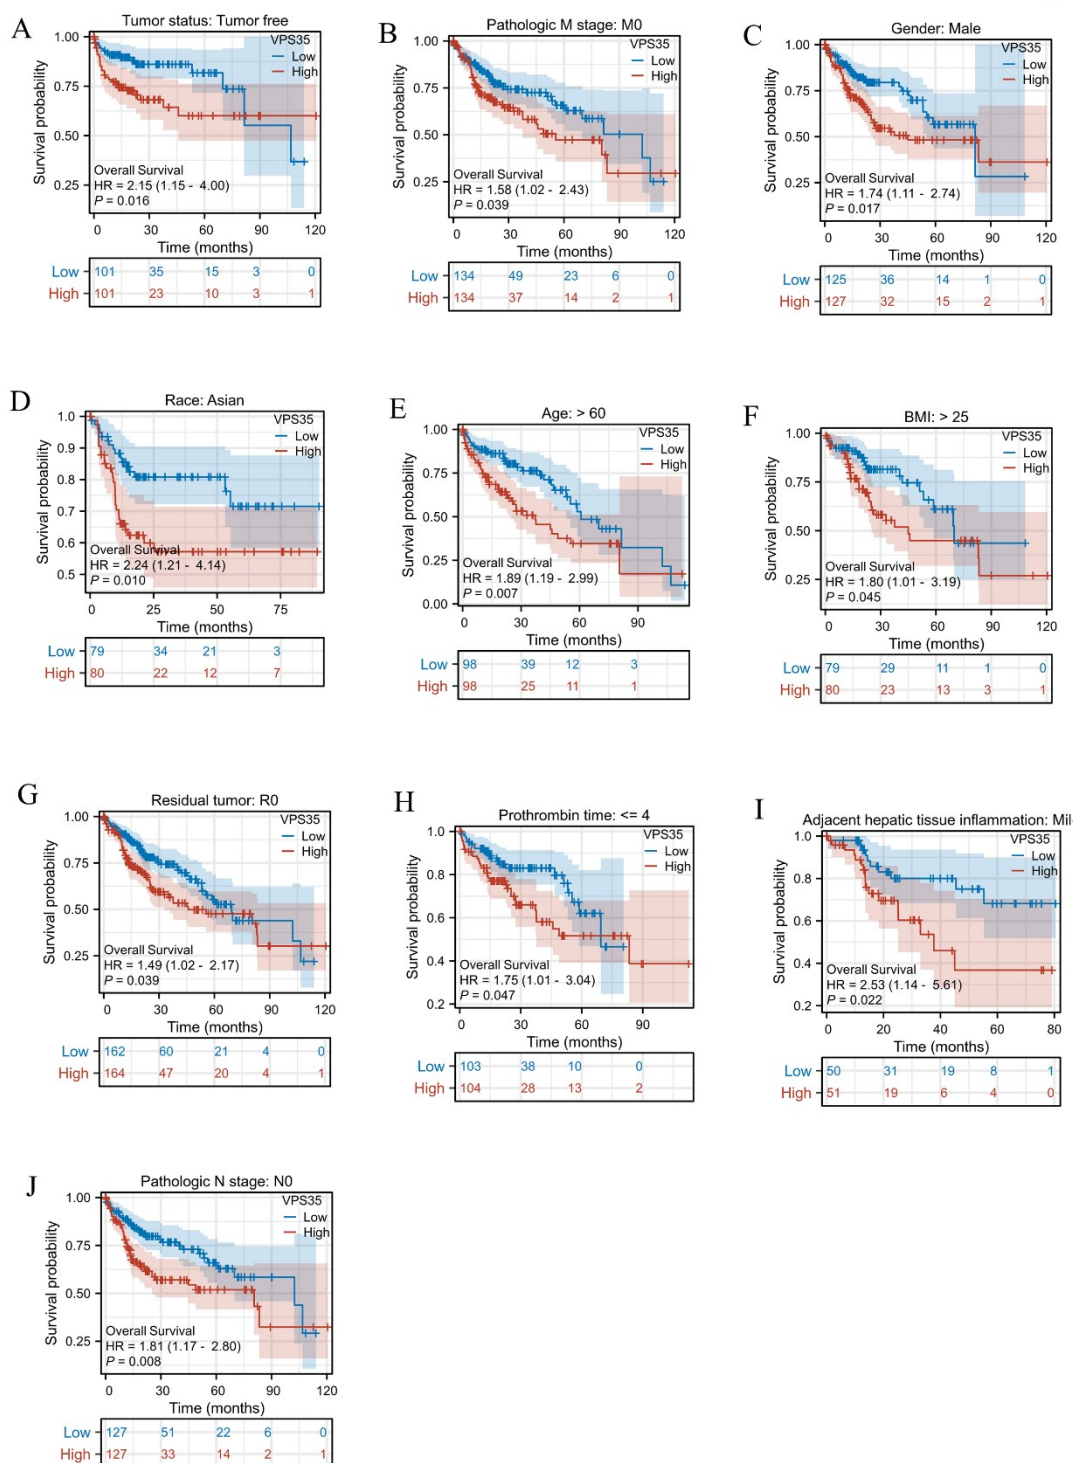 A
Tumor status: Tumor free
VPS35
Low
High
Survival probability
1.00
0.75
0.50
0.25
Overall Survival
HR = 2.15 (1.15 - 4.00)
P = 0.016
0 30 60 90 120
Time (months)
Low 101 35 15 3 0
High 101 23 10 3 1
B
Pathologic M stage: M0
VPS35
Low
High
Survival probability
1.00
0.75
0.50
0.25
Overall Survival
HR = 1.58 (1.02 - 2.43)
P = 0.039
0 30 60 90 120
Time (months)
Low 134 49 23 6 0
High 134 37 14 2 1
C
Gender: Male
VPS35
Low
High
Survival probability
1.00
0.75
0.50
0.25
Overall Survival
HR = 1.74 (1.11 - 2.74)
P = 0.017
0 30 60 90 120
Time (months)
Low 125 36 14 1 0
High 127 32 15 2 1
D
Race: Asian
VPS35
Low
High
Survival probability
1.0
0.9
0.8
0.7
0.6
0.5
Overall Survival
HR = 2.24 (1.21 - 4.14)
P = 0.010
0 25 50 75
Time (months)
Low 79 34 21 3
High 80 22 12 7
E
Age: > 60
VPS35
Low
High
Survival probability
1.00
0.75
0.50
0.25
0.00
Overall Survival
HR = 1.89 (1.19 - 2.99)
P = 0.007
0 30 60 90
Time (months)
Low 98 39 12 3
High 98 25 11 1
F
BMI: > 25
VPS35
Low
High
Survival probability
1.00
0.75
0.50
0.25
Overall Survival
HR = 1.80 (1.01 - 3.19)
P = 0.045
0 30 60 90 120
Time (months)
Low 79 29 11 1 0
High 80 23 13 3 1
G
Residual tumor: R0
VPS35
Low
High
Survival probability
1.00
0.75
0.50
0.25
Overall Survival
HR = 1.49 (1.02 - 2.17)
P = 0.039
0 30 60 90 120
Time (months)
Low 162 60 21 4 0
High 164 47 20 4 1
H
Prothrombin time: <= 4
VPS35
Low
High
Survival probability
1.0
0.8
0.6
0.4
0.2
Overall Survival
HR = 1.75 (1.01 - 3.04)
P = 0.047
0 30 60 90
Time (months)
Low 103 38 10 0
High 104 28 13 2
I
Adjacent hepatic tissue inflammation: Mil
VPS35
Low
High
Survival probability
1.0
0.8
0.6
0.4
0.2
Overall Survival
HR = 2.53 (1.14 - 5.61)
P = 0.022
0 20 40 60 80
Time (months)
Low 50 31 19 8 1
High 51 19 6 4 0
J
Pathologic N stage: N0
VPS35
Low
High
Survival probability
1.00
0.75
0.50
0.25
Overall Survival
HR = 1.81 (1.17 - 2.80)
P = 0.008
0 30 60 90 120
Time (months)
Low 127 51 22 6 0
High 127 33 14 2 1